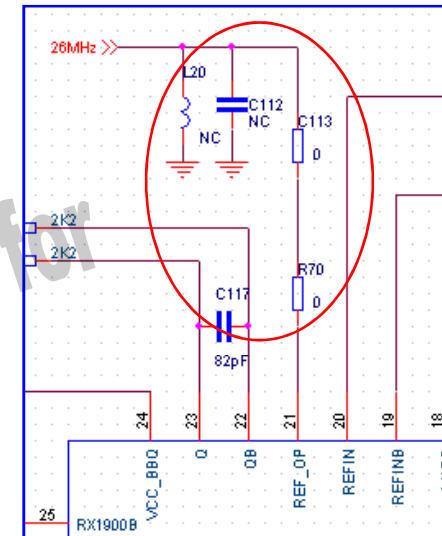 26MHz
L20
C112
NC
NC
C113
0
for
2K2
2K2
R70
0
C117
82pF
24
23
22
21
20
19
18
VCC_BBQ
Q
QB
REF_OP
REFIN
REFINB
25
RX1900B